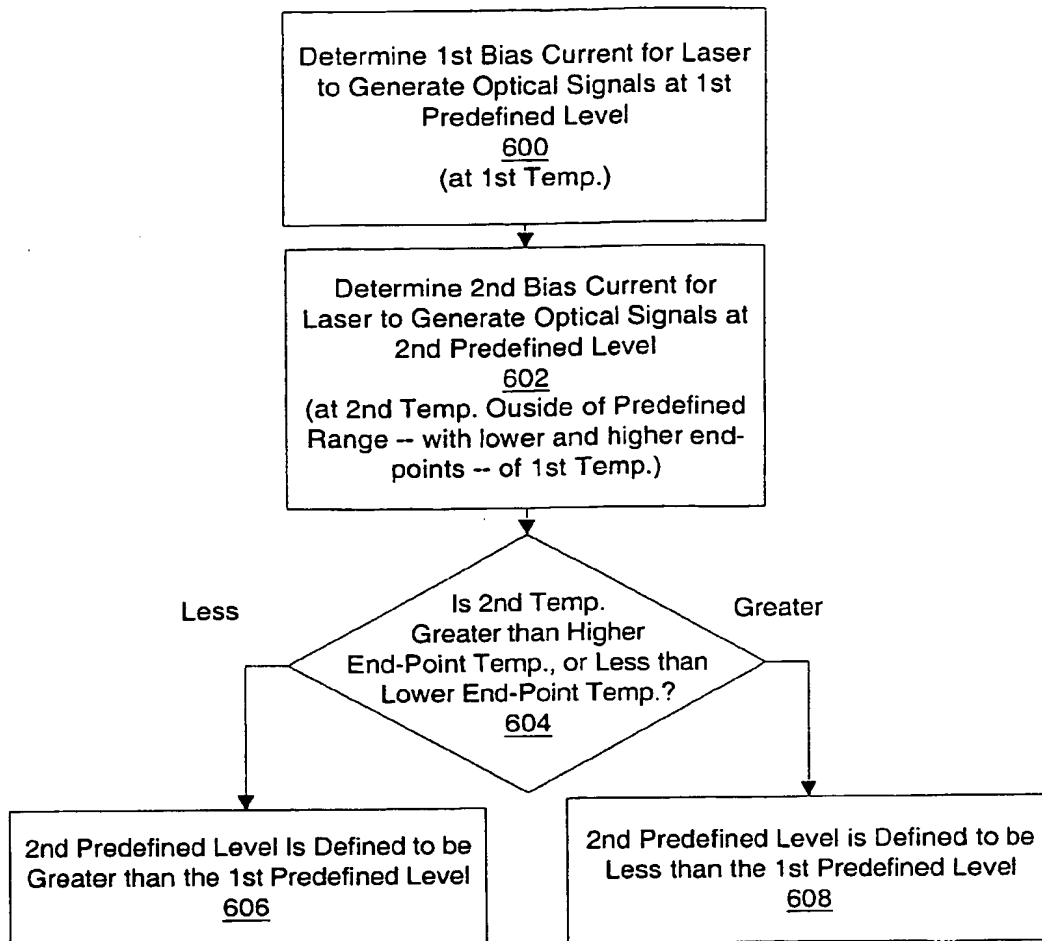 Determine 1st Bias Current for Laser
to Generate Optical Signals at 1st
Predefined Level
600
(at 1st Temp.)
Determine 2nd Bias Current for
Laser to Generate Optical Signals at
2nd Predefined Level
602
(at 2nd Temp. Ouside of Predefined
Range -- with lower and higher end-
points -- of 1st Temp.)
Less
Is 2nd Temp.
Greater than Higher
End-Point Temp., or Less than
Lower End-Point Temp.?
604
Greater
2nd Predefined Level Is Defined to be
Greater than the 1st Predefined Level
606
2nd Predefined Level is Defined to be
Less than the 1st Predefined Level
608